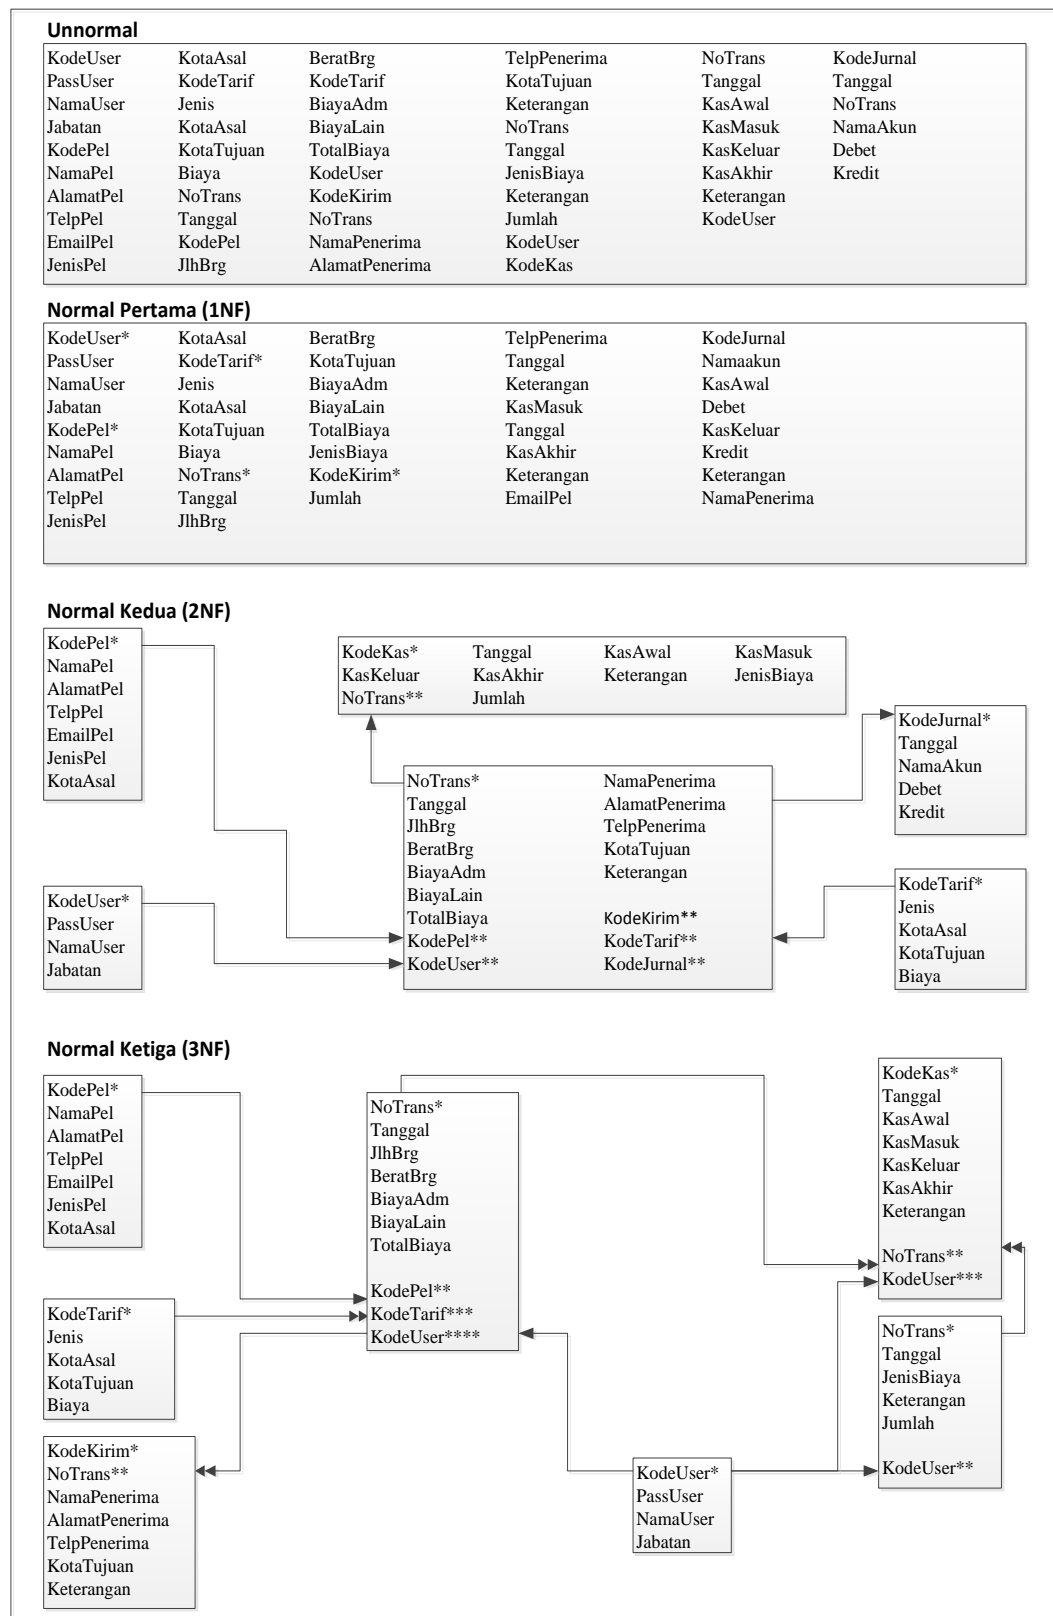 Unnormal
KodeUser KotaAsal BeratBrg TelpPenerima NoTrans KodeJurnal
PassUser KodeTarif KodeTarif KotaTujuan Tanggal Tanggal
NamaUser Jenis BiayaAdm Keterangan KasAwal NoTrans
Jabatan KotaAsal BiayaLain NoTrans KasMasuk NamaAkun
KodePel KotaTujuan TotalBiaya Tanggal KasKeluar Debet
NamaPel Biaya KodeUser JenisBiaya KasAkhir Kredit
AlamatPel NoTrans KodeKirim Keterangan Keterangan
TelpPel Tanggal NoTrans Jumlah KodeUser
EmailPel KodePel NamaPenerima KodeUser
JenisPel JlhBrg AlamatPenerima KodeKas
Normal Pertama (1NF)
KodeUser* KotaAsal BeratBrg TelpPenerima KodeJurnal
PassUser KodeTarif* KotaTujuan Tanggal Namaakun
NamaUser Jenis BiayaAdm Keterangan KasAwal
Jabatan KotaAsal BiayaLain KasMasuk Debet
KodePel* KotaTujuan TotalBiaya Tanggal KasKeluar
NamaPel Biaya JenisBiaya KasAkhir Kredit
AlamatPel NoTrans* KodeKirim* Keterangan Keterangan
TelpPel Tanggal Jumlah EmailPel NamaPenerima
JenisPel JlhBrg
Normal Kedua (2NF)
KodePel*
NamaPel
AlamatPel
TelpPel
EmailPel
JenisPel
KotaAsal
KodeKas* Tanggal KasAwal KasMasuk
KasKeluar KasAkhir Keterangan JenisBiaya
NoTrans** Jumlah
KodeJurnal*
Tanggal
NamaAkun
Debet
Kredit
NoTrans* NamaPenerima
Tanggal AlamatPenerima
JlhBrg TelpPenerima
BeratBrg KotaTujuan
BiayaAdm Keterangan
BiayaLain
TotalBiaya KodeKirim**
KodePel** KodeTarif**
KodeUser** KodeJurnal**
KodeUser*
PassUser
NamaUser
Jabatan
KodeTarif*
Jenis
KotaAsal
KotaTujuan
Biaya
Normal Ketiga (3NF)
KodePel*
NamaPel
AlamatPel
TelpPel
EmailPel
JenisPel
KotaAsal
NoTrans*
Tanggal
JlhBrg
BeratBrg
BiayaAdm
BiayaLain
TotalBiaya
KodePel**
KodeTarif***
KodeUser****
KodeKas*
Tanggal
KasAwal
KasMasuk
KasKeluar
KasAkhir
Keterangan
NoTrans**
KodeUser***
KodeTarif*
Jenis
KotaAsal
KotaTujuan
Biaya
NoTrans*
Tanggal
JenisBiaya
Keterangan
Jumlah
KodeUser**
KodeKirim*
NoTrans**
NamaPenerima
AlamatPenerima
TelpPenerima
KotaTujuan
Keterangan
KodeUser*
PassUser
NamaUser
Jabatan